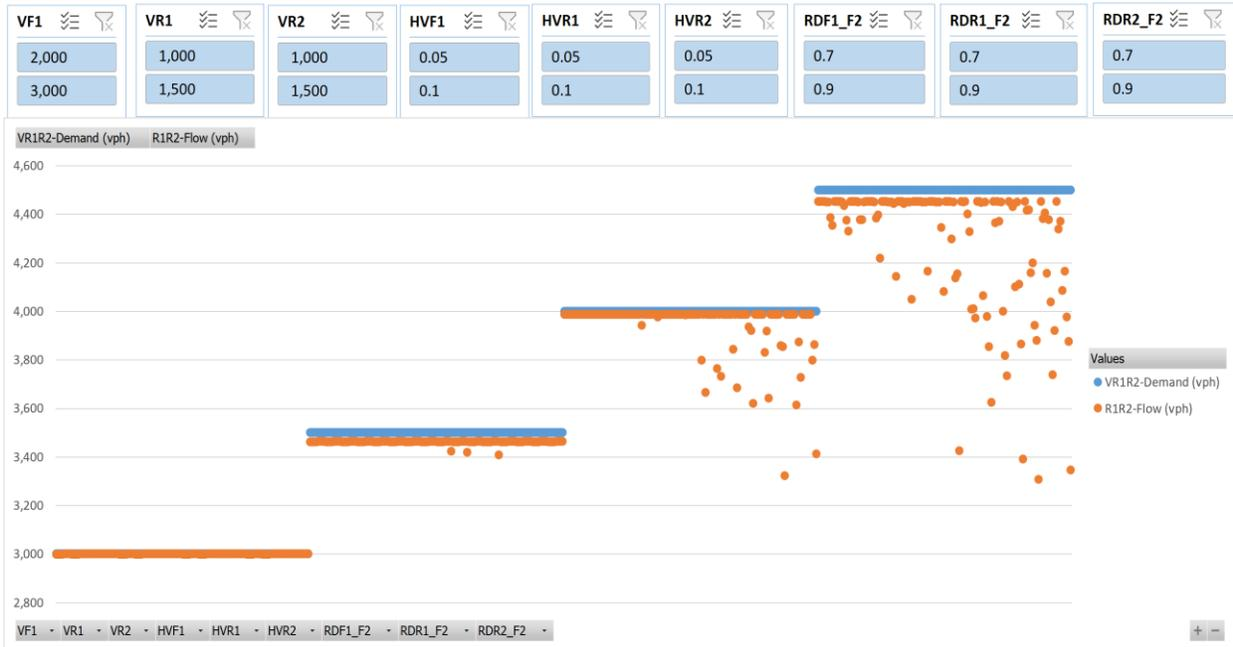 VF1 VR1 VR2 HVF1 HVR1 HVR2 RDF1_F2 RDR1_F2 RDR2_F2
2,000 1,000 1,000 0.05 0.05 0.05 0.7 0.7 0.7
3,000 1,500 1,500 0.1 0.1 0.1 0.9 0.9 0.9
VR1R2-Demand (vph) R1R2-Flow (vph)
4,600
4,400
4,200
4,000
3,800
3,600
3,400
3,200
3,000
2,800
Values
VR1R2-Demand (vph)
R1R2-Flow (vph)
VF1 VR1 VR2 HVF1 HVR1 HVR2 RDF1_F2 RDR1_F2 RDR2_F2
+ −